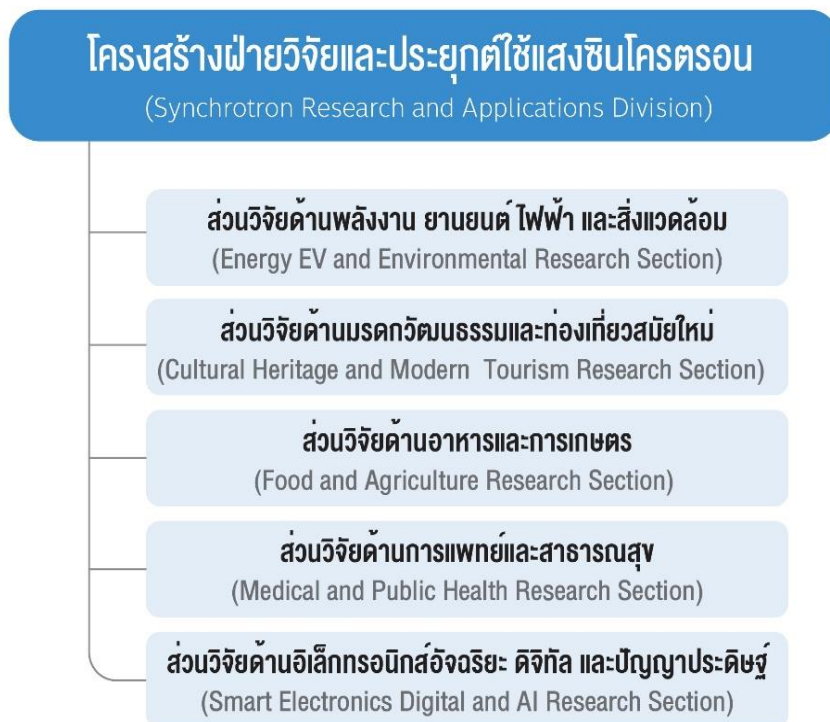 โครงสร้างฝ่ายวิจัยและประยุกต์ใช้แสงซินโครตรอน
(Synchrotron Research and Applications Division)
ส่วนวิจัยด้านพลังงาน ยานยนต์ ไฟฟ้า และสิ่งแวดล้อม
(Energy EV and Environmental Research Section)
ส่วนวิจัยด้านมรดกวัฒนธรรมและท่องเที่ยวสมัยใหม่
(Cultural Heritage and Modern Tourism Research Section)
ส่วนวิจัยด้านอาหารและการเกษตร
(Food and Agriculture Research Section)
ส่วนวิจัยด้านการแพทย์และสาธารณสุข
(Medical and Public Health Research Section)
ส่วนวิจัยด้านอิเล็กทรอนิกส์อัจฉริยะ ดิจิทัล และปัญญาประดิษฐ์
(Smart Electronics Digital and AI Research Section)